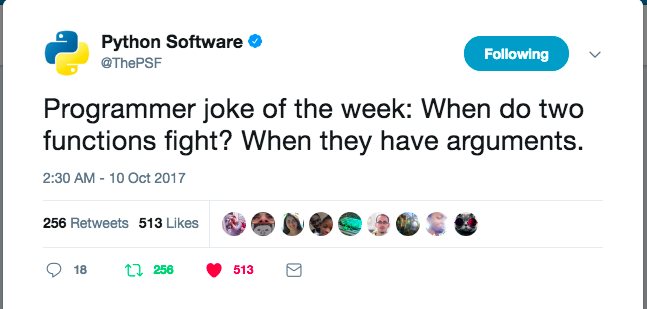 Python Software
@ThePSF
Following
Programmer joke of the week: When do two
functions fight? When they have arguments.
2:30 AM - 10 Oct 2017
256 Retweets 513 Likes
18 256 513